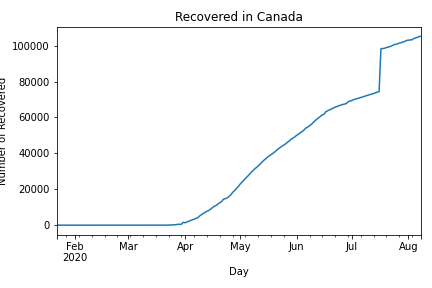 Recovered in Canada
Number of Recovered
100000
80000
60000
40000
20000
0
Feb Mar Apr May Jun Jul Aug
2020
Day